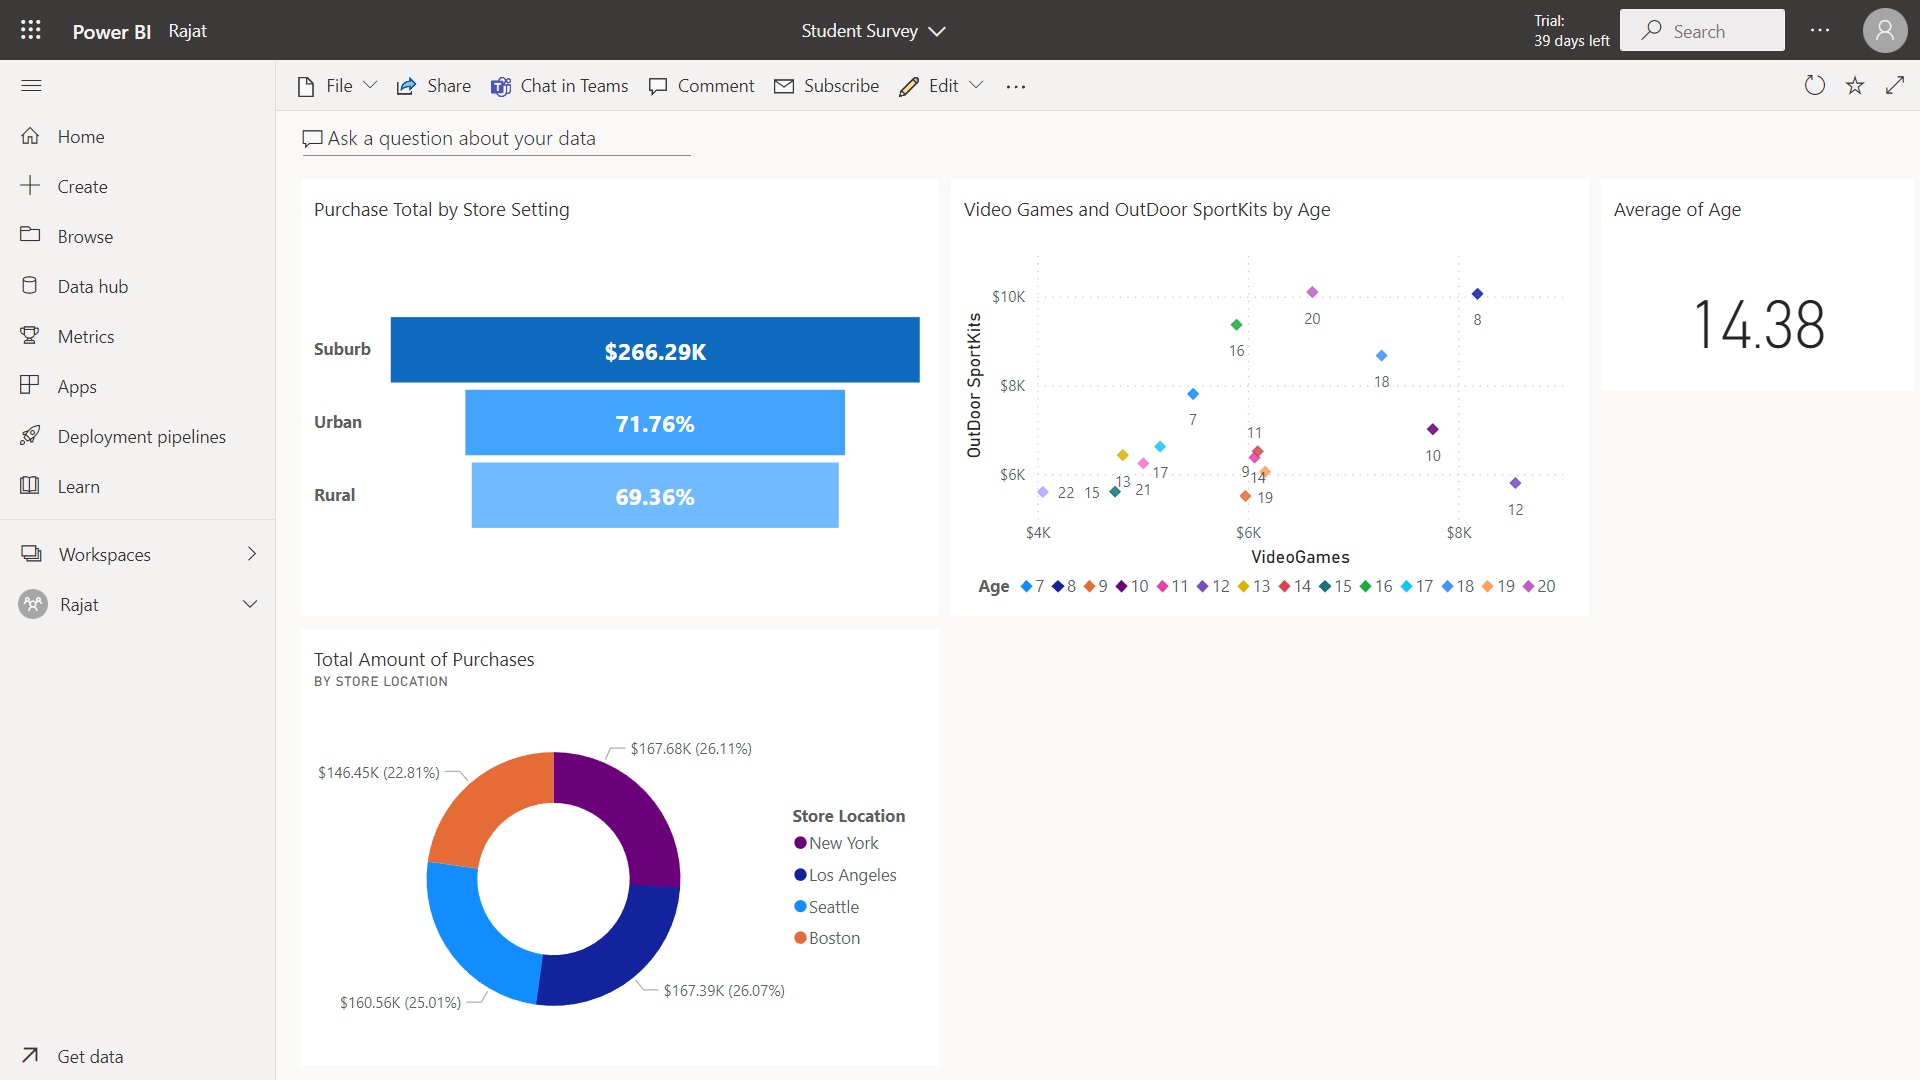 Power BI Rajat
Student Survey
Trial:
39 days left
Search
File
Share
Chat in Teams
Comment
Subscribe
Edit
Home
Create
Browse
Data hub
Metrics
Apps
Deployment pipelines
Learn
Workspaces
Rajat
Get data
Ask a question about your data
Purchase Total by Store Setting
Suburb $266.29K
Urban 71.76%
Rural 69.36%
Video Games and OutDoor SportKits by Age
OutDoor SportKits
$10K
$8K
$6K
20
8
16
18
7
11
10
17
9
14
13
21
22
15
19
12
$4K $6K $8K
VideoGames
Age 7 8 9 10 11 12 13 14 15 16 17 18 19 20
Average of Age
14.38
Total Amount of Purchases
BY STORE LOCATION
$167.68K (26.11%)
$146.45K (22.81%)
$160.56K (25.01%)
$167.39K (26.07%)
Store Location
New York
Los Angeles
Seattle
Boston